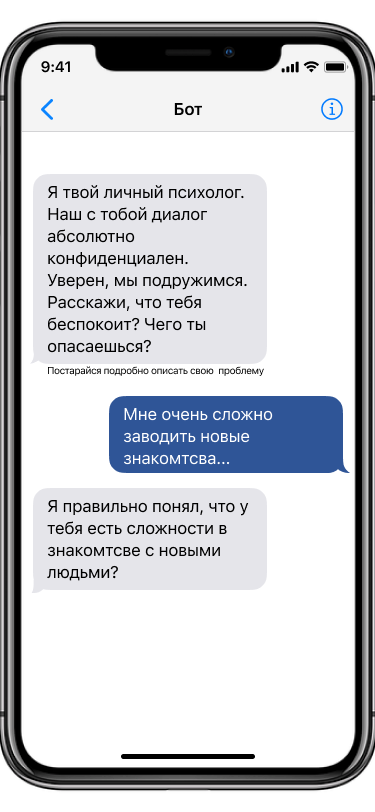 9:41
Бот
Я твой личный психолог.
Наш с тобой диалог
абсолютно
конфиденциален.
Уверен, мы подружимся.
Расскажи, что тебя
беспокоит? Чего ты
опасаешься?
Постарайся подробно описать свою проблему
Мне очень сложно
заводить новые
знакомтсва...
Я правильно понял, что у
тебя есть сложности в
знакомтсве с новыми
людьми?